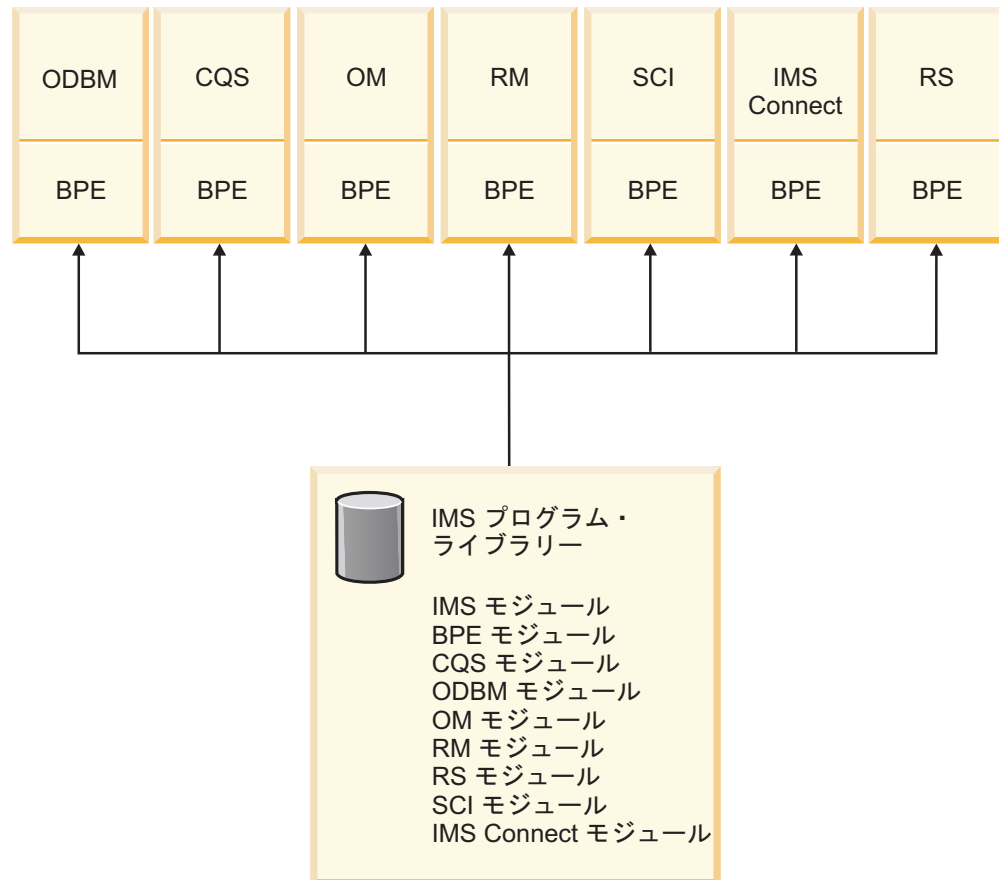 ODBM
CQS
OM
RM
SCI
IMS
Connect
RS
BPE
BPE
BPE
BPE
BPE
BPE
BPE
IMS プログラム・
ライブラリー
IMS モジュール
BPE モジュール
CQS モジュール
ODBM モジュール
OM モジュール
RM モジュール
RS モジュール
SCI モジュール
IMS Connect モジュール